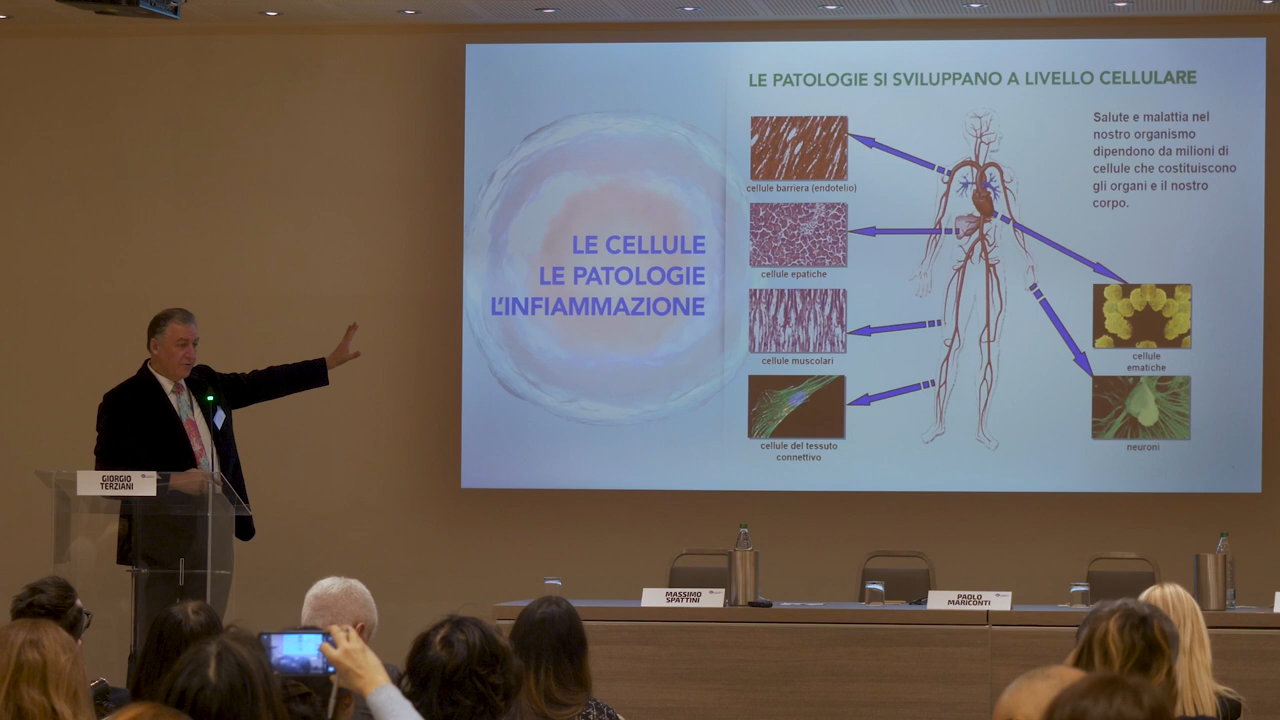 LE PATOLOGIE SI SVILUPPANO A LIVELLO CELLULARE
LE CELLULE
LE PATOLOGIE
L'INFIAMMAZIONE
cellule barriera (endotelio)
cellule epatiche
cellule muscolari
cellule del tessuto
connettivo
Salute e malattia nel
nostro organismo
dipendono da milioni di
cellule che costituiscono
gli organi e il nostro
corpo.
cellule
ematiche
neuroni
GIORGIO
TERZIANI
MASSIMO
SPATTINI
PAOLO
MARICONTI